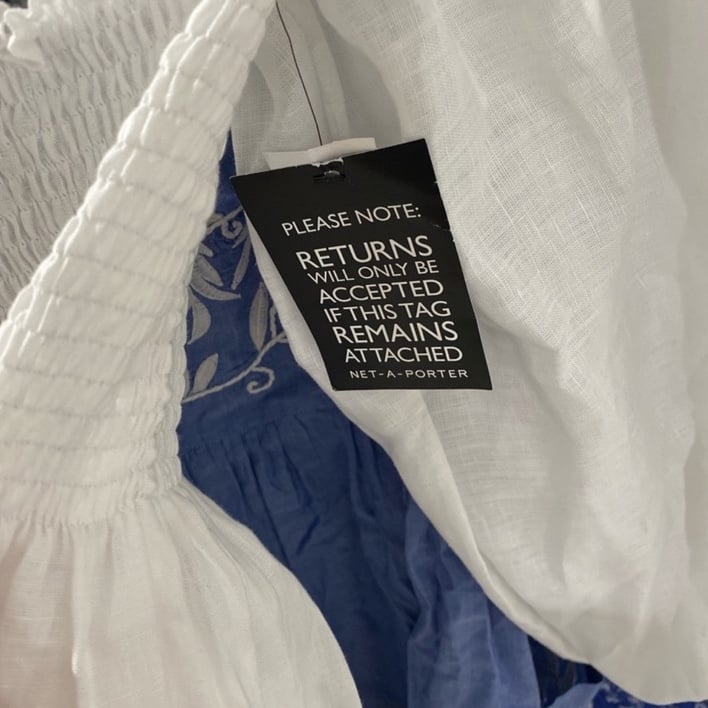 PLEASE NOTE:
RETURNS
WILL ONLY BE
ACCEPTED
IF THIS TAG
REMAINS
ATTACHED
NET-A-PORTER